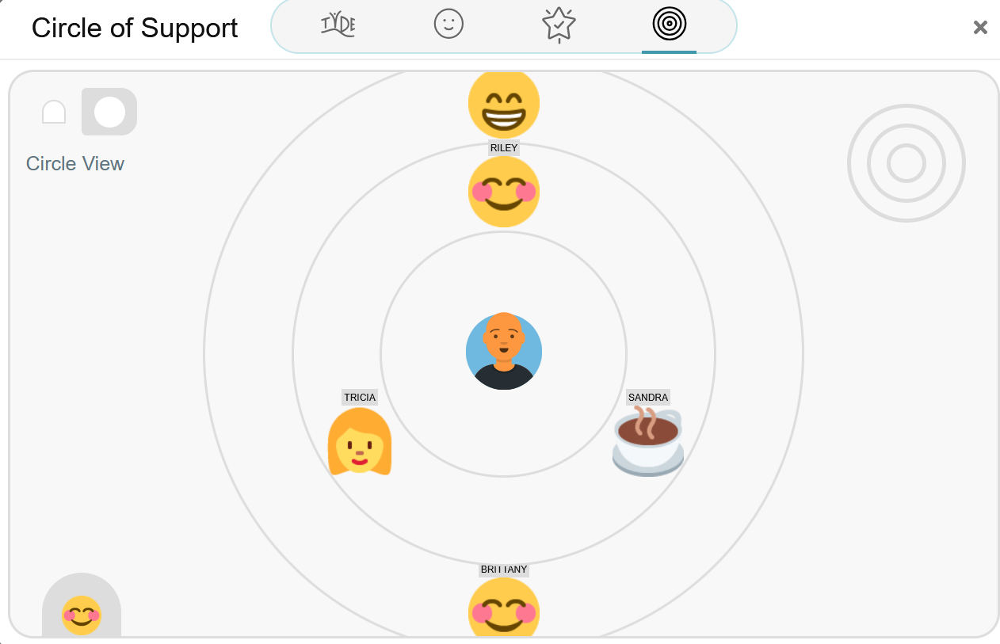 Circle of Support
TYDE
Circle View
RILEY
TRICIA
SANDRA
BRITTANY